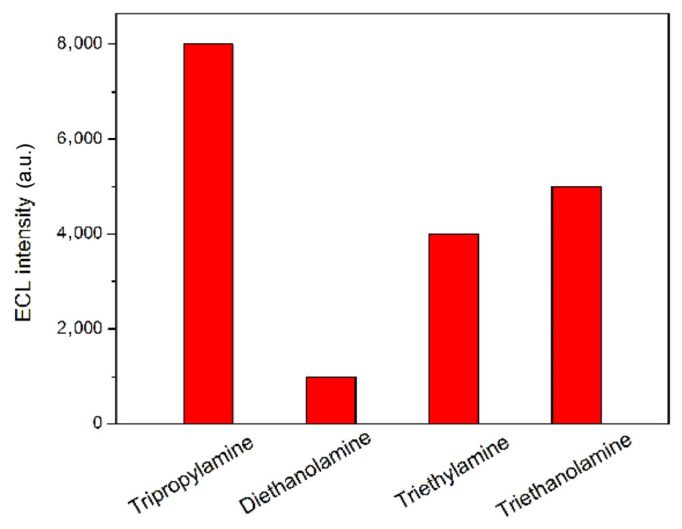 ECL intensity (a.u.)
8,000
6,000
4,000
2,000
0
Tripropylamine
Diethanolamine
Triethylamine
Triethanolamine